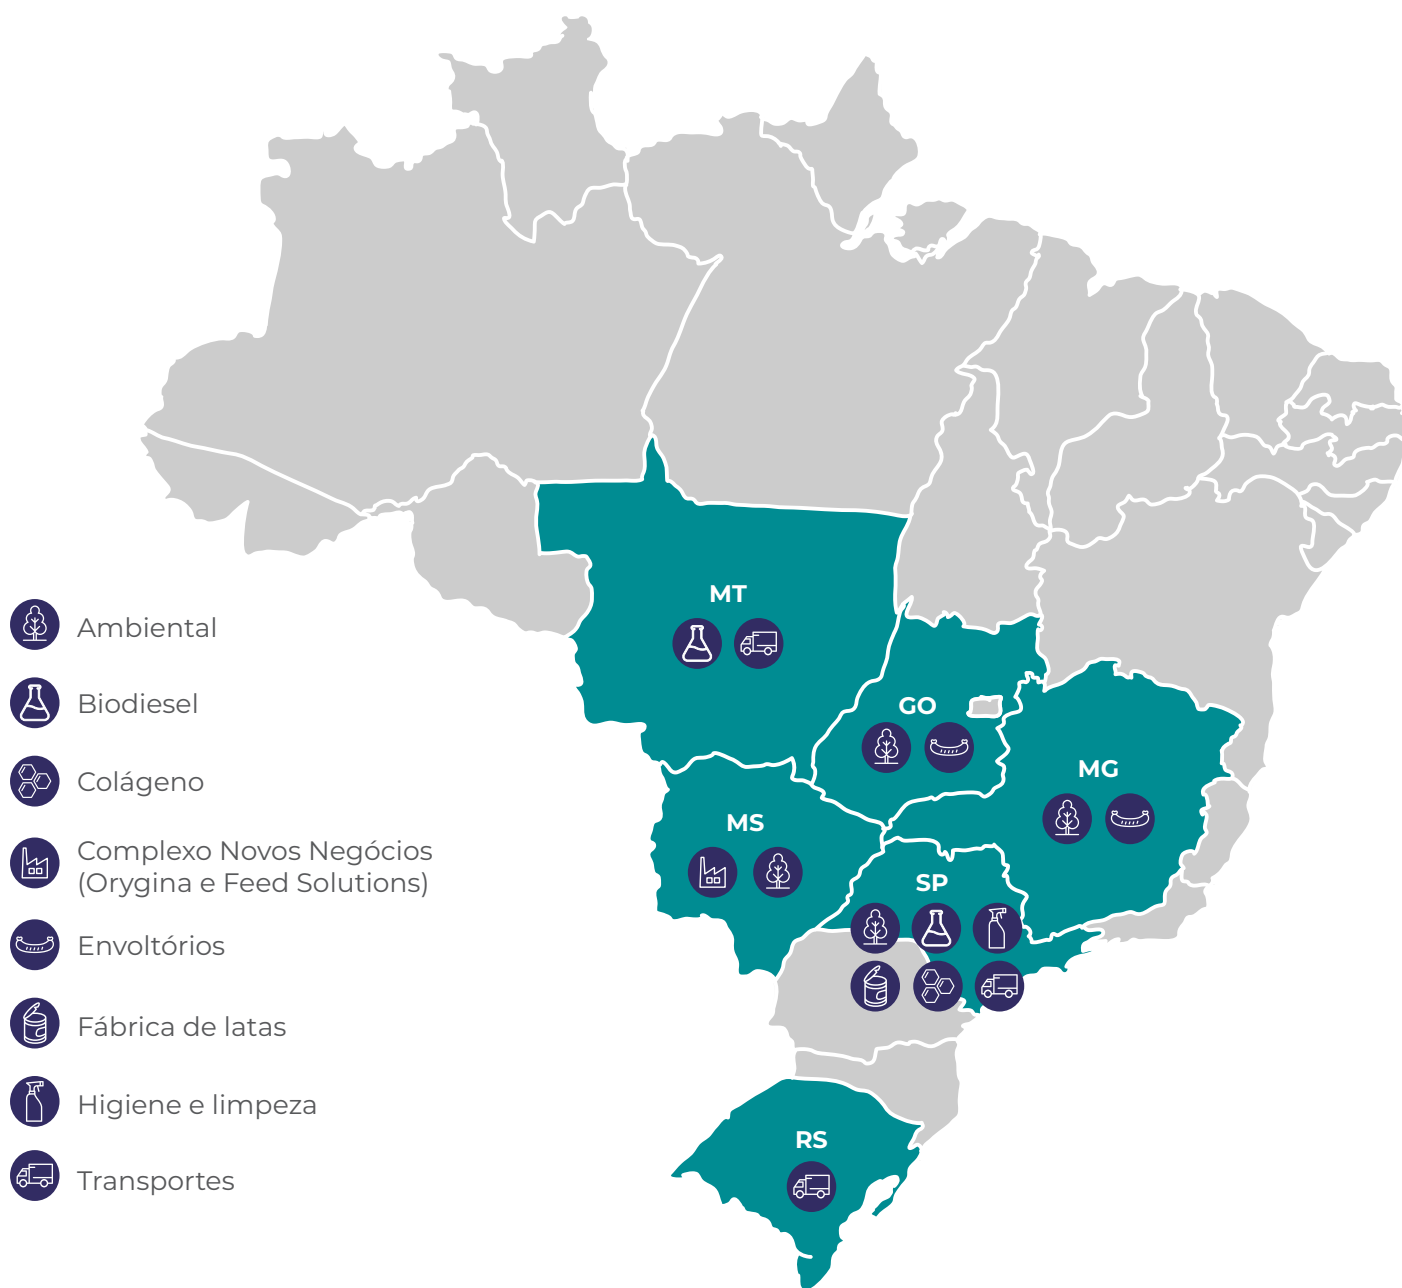 MT
GO
MG
MS
SP
RS
Ambiental
Biodiesel
Colágeno
Complexo Novos Negócios
(Orygina e Feed Solutions)
Envoltórios
Fábrica de latas
Higiene e limpeza
Transportes